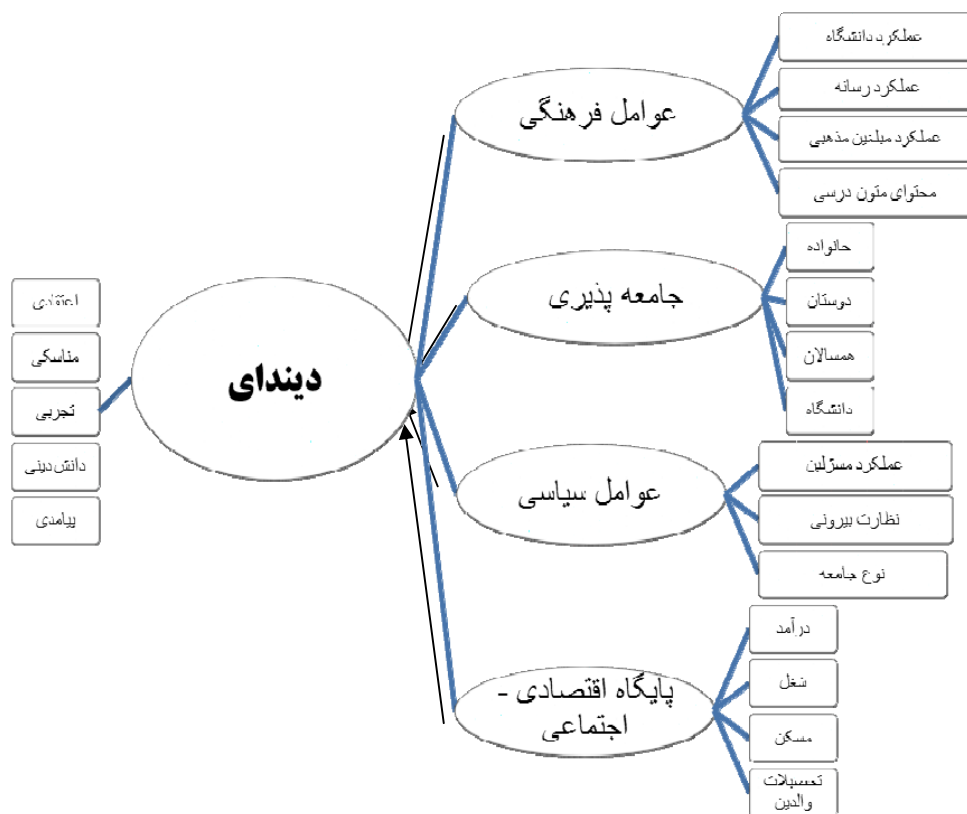 عملکرد دانشگاه
عملکرد رسانه
عملکرد مبلغین مذهبی
محتوای متون درسی
عوامل فرهنگی
خانواده
دوستان
همسالان
دانشگاه
جامعه پذیری
عملکرد مسئولین
نظارت بیرونی
نوع جامعه
عوامل سیاسی
درآمد
شغل
مسکن
تحصیلات
والدین
پایگاه اقتصادی -
اجتماعی
دیندای
اعتقادی
مناسکی
تجربی
دانش دینی
پیامدی